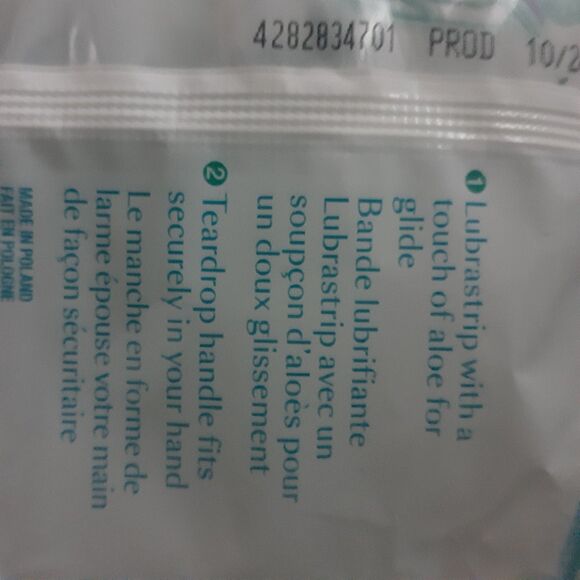 4282834701 PROD 10/2
1 Lubrastrip with a
touch of aloe for
glide
Bande lubrifiante
Lubrastrip avec un
soupçon d'aloès pour
un doux glissement
2 Teardrop handle fits
securely in your hand
Le manche en forme de
larme épouse votre main
de façon sécuritaire
MADE IN POLAND
FAIT EN POLOGNE